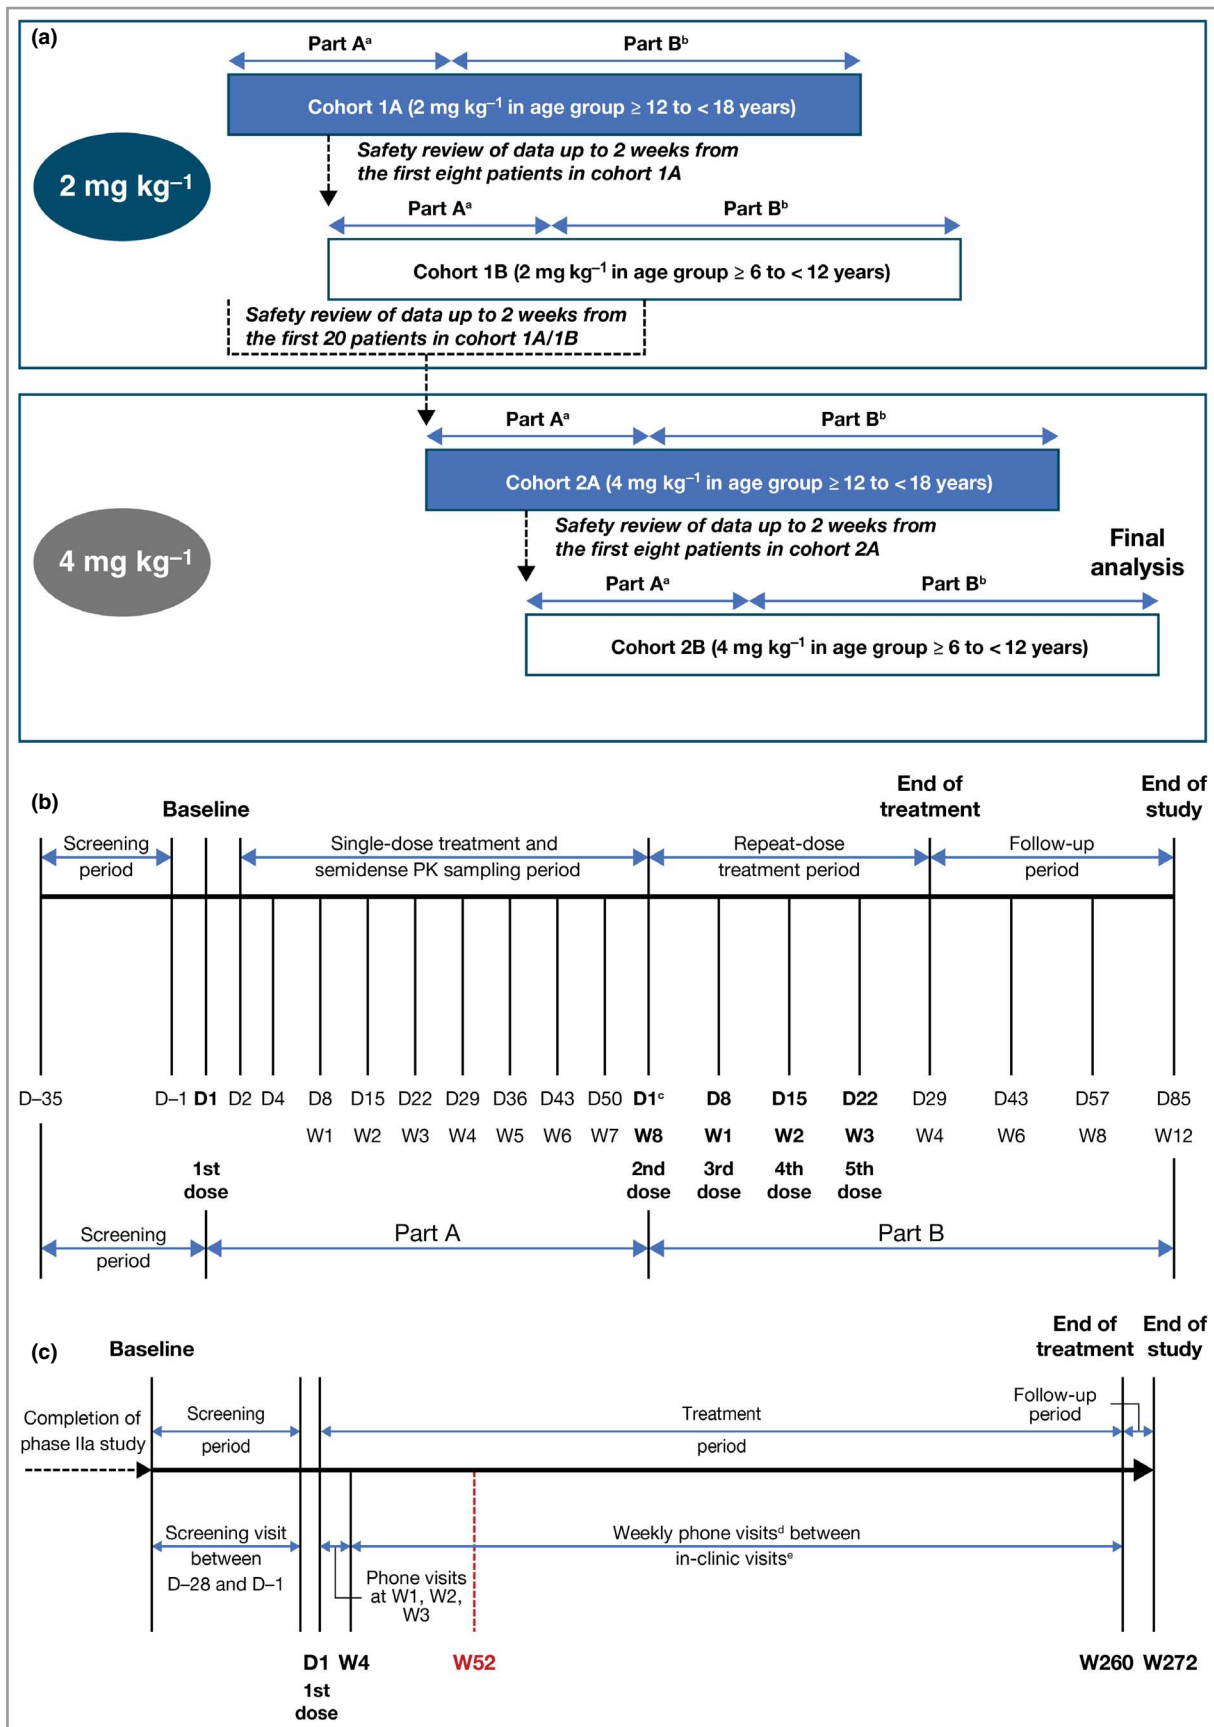 (a)
Part Aᵃ Part Bᵇ
Cohort 1A (2 mg kg⁻¹ in age group ≥ 12 to < 18 years)
Safety review of data up to 2 weeks from
the first eight patients in cohort 1A
2 mg kg⁻¹
Part Aᵃ Part Bᵇ
Cohort 1B (2 mg kg⁻¹ in age group ≥ 6 to < 12 years)
Safety review of data up to 2 weeks from
the first 20 patients in cohort 1A/1B
Part Aᵃ Part Bᵇ
Cohort 2A (4 mg kg⁻¹ in age group ≥ 12 to < 18 years)
Safety review of data up to 2 weeks from
the first eight patients in cohort 2A
4 mg kg⁻¹
Final
analysis
Part Aᵃ Part Bᵇ
Cohort 2B (4 mg kg⁻¹ in age group ≥ 6 to < 12 years)
(b)
Baseline
End of
treatment
End of
study
Screening
period
Single-dose treatment and
semidense PK sampling period
Repeat-dose
treatment period
Follow-up
period
D–35 D–1 D1 D2 D4 D8 D15 D22 D29 D36 D43 D50 D1ᶜ D8 D15 D22 D29 D43 D57 D85
W1 W2 W3 W4 W5 W6 W7 W8 W1 W2 W3 W4 W6 W8 W12
1st
dose
2nd
dose
3rd
dose
4th
dose
5th
dose
Screening
period
Part A
Part B
(c)
Baseline
End of
treatment
End of
study
Completion of
phase IIa study
Screening
period
Treatment
period
Follow-up
period
Screening visit
between
D–28 and D–1
Phone visits
at W1, W2,
W3
Weekly phone visitsᵈ between
in-clinic visitsᵉ
D1 W4 W52 W260 W272
1st
dose